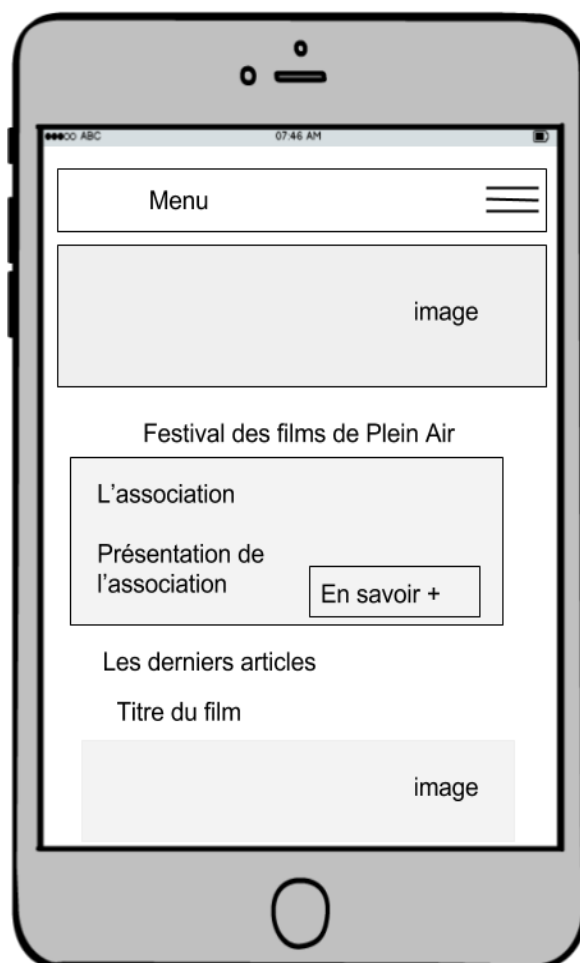 ●●●○○ ABC 07:46 AM
Menu
image
Festival des films de Plein Air
L'association
Présentation de
l'association
En savoir +
Les derniers articles
Titre du film
image